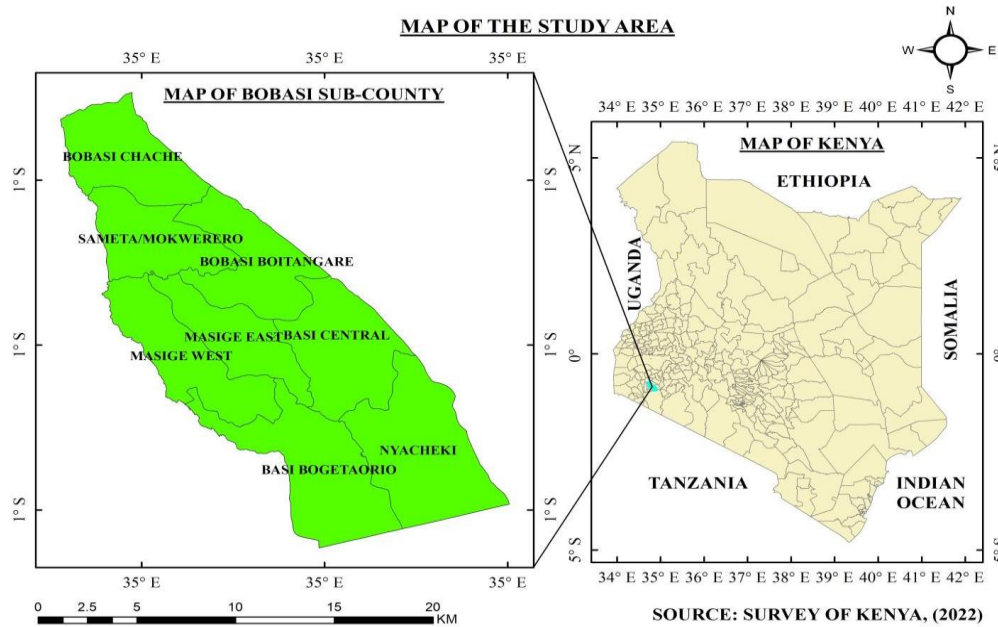 MAP OF THE STUDY AREA
N
W
E
S
35° E
35° E
35° E
MAP OF BOBASI SUB-COUNTY
BOBASI CHACHE
SAMETA/MOKWERERO
BOBASI BOITANGARE
MASIGE EAST
BASI CENTRAL
MASIGE WEST
NYACHEKI
BASI BOGETAORIO
1° S
1° S
1° S
1° S
1° S
1° S
35° E
35° E
35° E
0 2.5 5 10 15 20
KM
34° E 35° E 36° E 37° E 38° E 39° E 40° E 41° E 42° E
MAP OF KENYA
5° N
5° N
ETHIOPIA
UGANDA
SOMALIA
0°
0°
TANZANIA
INDIAN
OCEAN
5° S
5° S
34° E 35° E 36° E 37° E 38° E 39° E 40° E 41° E 42° E
SOURCE: SURVEY OF KENYA, (2022)